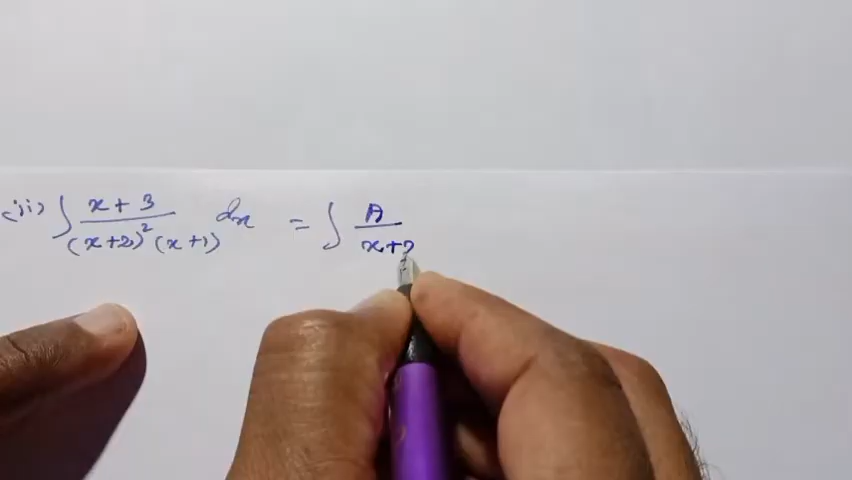 (ii) ∫ x+3 / (x+2)² (x+1) dx = ∫ A / x+2